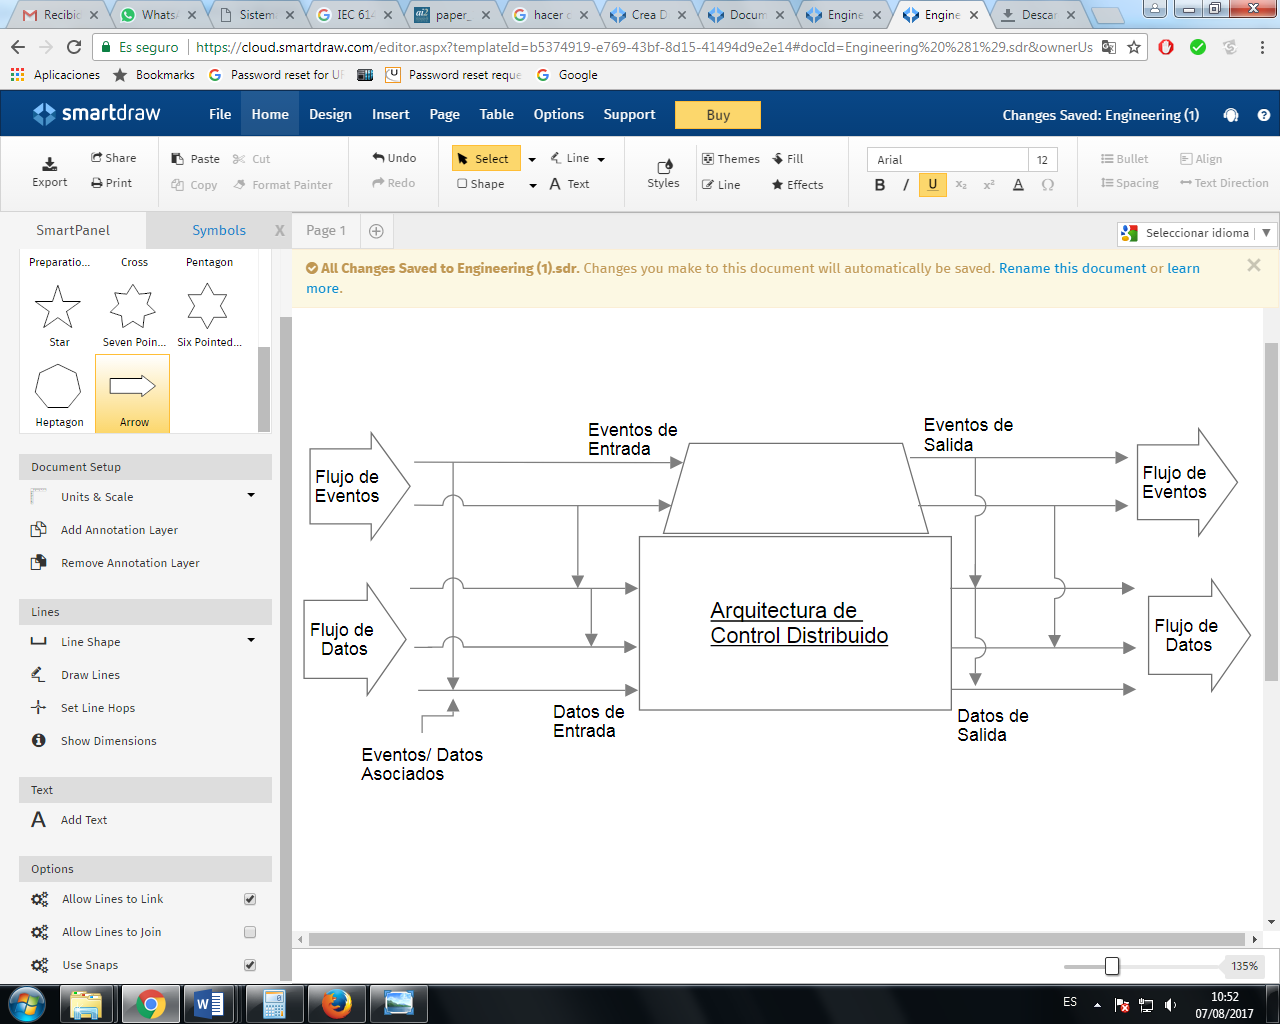 Recibid
WhatsA
Sistema
IEC 614
paper_
hacer d
Crea D
Docum
Engine
Engine
Descar
Es seguro
https://cloud.smartdraw.com/editor.aspx?templateId=b5374919-e769-43bf-8d15-41494d9e2e14#docId=Engineering%20%281%29.sdr&ownerUs
Aplicaciones
Bookmarks
Password reset for UF
Password reset reque
Google
smartdraw
File
Home
Design
Insert
Page
Table
Options
Support
Buy
Changes Saved: Engineering (1)
Export
Share
Print
Paste
Cut
Copy
Format Painter
Undo
Redo
Select
Line
Shape
A Text
Styles
Themes
Fill
Line
Effects
Arial
12
B I U x₂ x² A Ω
Bullet
Align
Spacing
Text Direction
SmartPanel
Symbols
X
Page 1
Seleccionar idioma
Preparatio...
Cross
Pentagon
Star
Seven Poin...
Six Pointed...
Heptagon
Arrow
Document Setup
Units & Scale
Add Annotation Layer
Remove Annotation Layer
Lines
Line Shape
Draw Lines
Set Line Hops
Show Dimensions
Text
A Add Text
Options
Allow Lines to Link
Allow Lines to Join
Use Snaps
All Changes Saved to Engineering (1).sdr. Changes you make to this document will automatically be saved. Rename this document or learn
more.
Flujo de
Eventos
Eventos de
Entrada
Eventos de
Salida
Flujo de
Eventos
Flujo de
Datos
Arquitectura de
Control Distribuido
Flujo de
Datos
Datos de
Entrada
Datos de
Salida
Eventos/ Datos
Asociados
135%
ES
10:52
07/08/2017